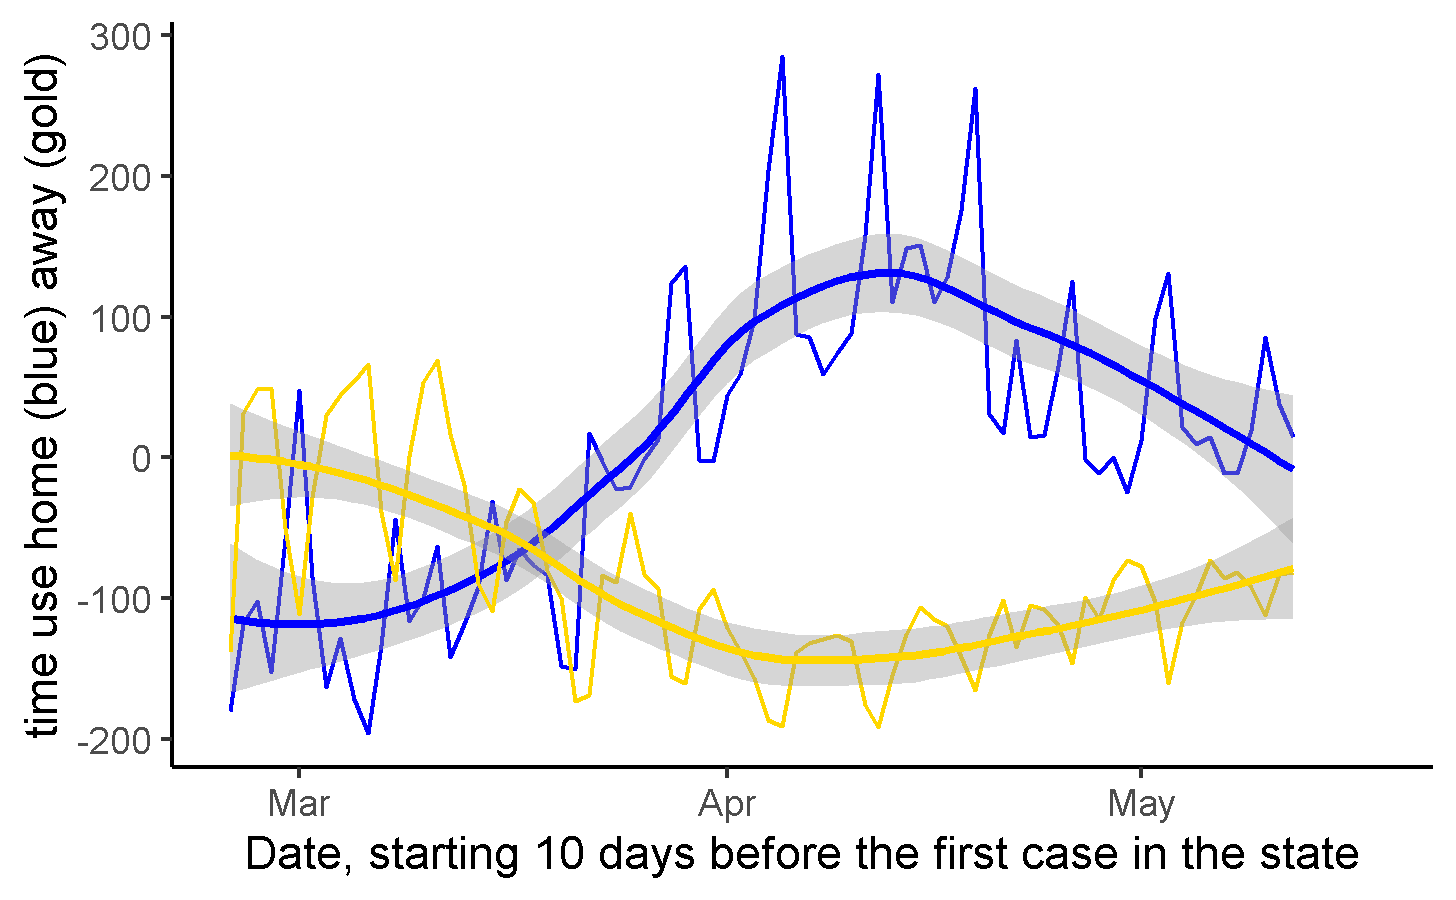 time use home (blue) away (gold)
300
200
100
0
-100
-200
Mar Apr May
Date, starting 10 days before the first case in the state